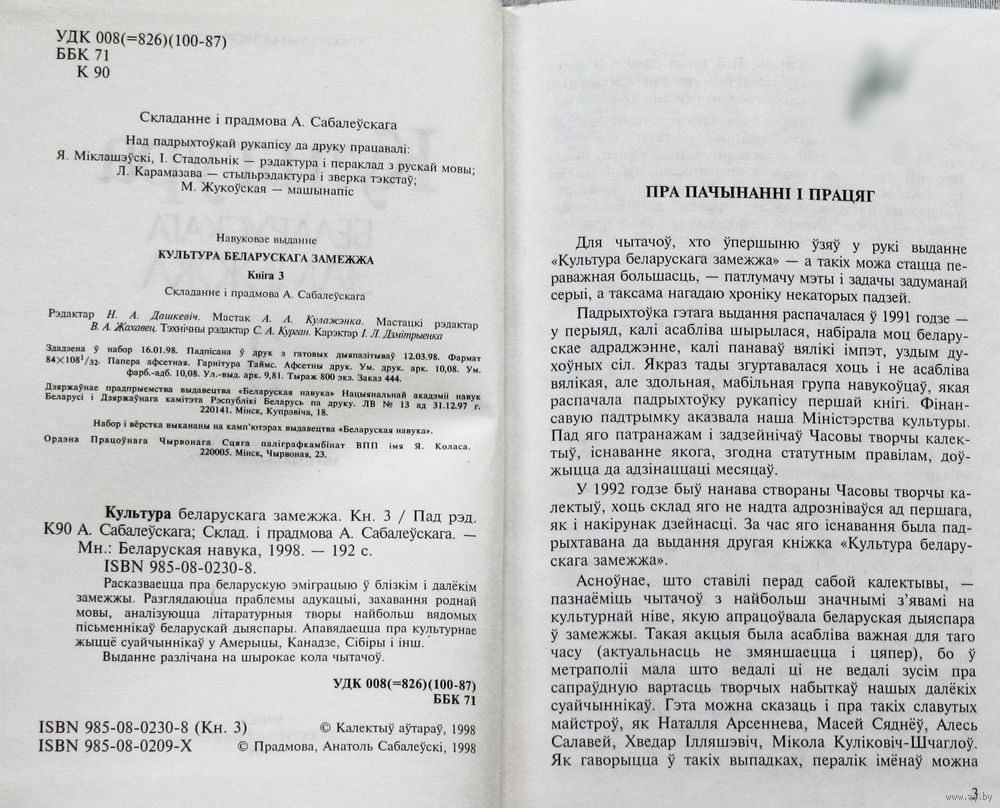 УДК 008(=826)(100-87)
ББК 71
К 90
Складанне і прадмова А. Сабалеўскага
Над падрыхтоўкай рукапісу да друку працавалі:
Я. Міклашэўскі, І. Стадольнік — рэдактура і пераклад з рускай мовы;
Л. Карамазава — стыльрэдактура і зверка тэкстаў;
М. Жукоўская — машынапіс
Навуковае выданне
КУЛЬТУРА БЕЛАРУСКАГА ЗАМЕЖЖА
Кніга 3
Складанне і прадмова А. Сабалеўскага
Рэдактар Н. А. Дашкевіч. Мастак А. А. Кулажэнка. Мастацкі рэдактар
В. А. Жахавец. Тэхнічны рэдактар С. А. Курган. Карэктар І. Л. Дзмітрыенка
Здадзена ў набор 16.01.98. Падпісана ў друк з гатовых дыяпазітываў 12.03.98. Фармат
84×108¹/32. Папера афсетная. Гарнітура Таймс. Афсетны друк. Ум. друк. арк. 10,08. Ум.
фарб.-адб. 10,08. Ул.-выд. арк. 9,81. Тыраж 800 экз. Заказ 444.
Дзяржаўнае прадпрыемства выдавецтва «Беларуская навука» Нацыянальнай акадэміі навук
Беларусі і Дзяржаўнага камітэта Рэспублікі Беларусь па друку. ЛВ № 13 ад 31.12.97 г.
220141. Мінск, Купрэвіча, 18.
Набор і вёрстка выкананы на камп'ютэрах выдавецтва «Беларуская навука».
Ордэна Працоўнага Чырвонага Сцяга паліграфкамбінат ВПП імя Я. Коласа.
220005. Мінск, Чырвоная, 23.
Культура беларускага замежжа. Кн. 3 / Пад рэд.
К90 А. Сабалеўскага; Склад. і прадмова А. Сабалеўскага. —
Мн.: Беларуская навука, 1998. — 192 с.
ISBN 985-08-0230-8.
Расказваецца пра беларускую эміграцыю ў блізкім і далёкім
замежжы. Разглядаюцца праблемы адукацыі, захавання роднай
мовы, аналізуюцца літаратурныя творы найбольш вядомых
пісьменнікаў беларускай дыяспары. Апавядаецца пра культурнае
жыццё суайчыннікаў у Амерыцы, Канадзе, Сібіры і інш.
Выданне разлічана на шырокае кола чытачоў.
УДК 008(=826)(100-87)
ББК 71
ISBN 985-08-0230-8 (Кн. 3)
© Калектыў аўтараў, 1998
ISBN 985-08-0209-X
© Прадмова, Анатоль Сабалеўскі, 1998
ПРА ПАЧЫНАННІ І ПРАЦЯГ
Для чытачоў, хто ўпершыню ўзяў у рукі выданне
«Культура беларускага замежжа» — а такіх можа стацца пе-
раважная большасць, — патлумачу мэты і задачы задуманай
серыі, а таксама нагадаю хроніку некаторых падзей.
Падрыхтоўка гэтага выдання распачалася ў 1991 годзе —
у перыяд, калі асабліва шырылася, набірала моц белару-
скае адраджэнне, калі панаваў вялікі імпэт, уздым ду-
хоўных сіл. Якраз тады згуртавалася хоць і не асабліва
вялікая, але здольная, мабільная група навукоўцаў, якая
распачала падрыхтоўку рукапісу першай кнігі. Фінан-
савую падтрымку аказвала наша Міністэрства культуры.
Пад яго патранажам і задзейнічаў Часовы творчы калек-
тыў, існаванне якога, згодна статутным правілам, доў-
жыцца да адзінаццаці месяцаў.
У 1992 годзе быў нанава створаны Часовы творчы ка-
лектыў, хоць склад яго не надта адрозніваўся ад першага,
як і накірунак дзейнасці. За час яго існавання была пад-
рыхтавана да выдання другая кніжка «Культура белару-
скага замежжа».
Асноўнае, што ставілі перад сабой калектывы, —
пазнаёміць чытачоў з найбольш значнымі з'явамі на
культурнай ніве, якую апрацоўвала беларуская дыяспара
ў замежжы. Такая акцыя была асабліва важная для таго
часу (актуальнасць не змяншаецца і цяпер), бо ў
метраполіі мала што ведалі ці не ведалі зусім пра
сапраўдную вартасць творчых набыткаў нашых далёкіх
суайчыннікаў. Гэта можна сказаць і пра такіх славутых
майстроў, як Наталля Арсеннева, Масей Сяднёў, Алесь
Салавей, Хведар Ілляшэвіч, Мікола Куліковіч-Шчаглоў.
Як гаворыцца ў такіх выпадках, пералік імёнаў можна
3
www.ay.by